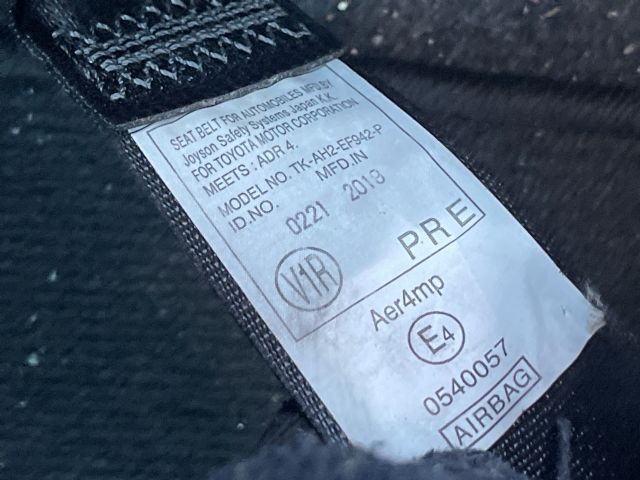 SEAT BELT FOR AUTOMOBILES MFD.BY
Joyson Safety Systems Japan K.K.
FOR TOYOTA MOTOR CORPORATION
MEETS : ADR 4.
MODEL NO. TK-AH2-EF942-P
ID.NO. MFD.IN
0221 2018
V1R PRE
Aer4mp
E4
0540057
AIRBAG